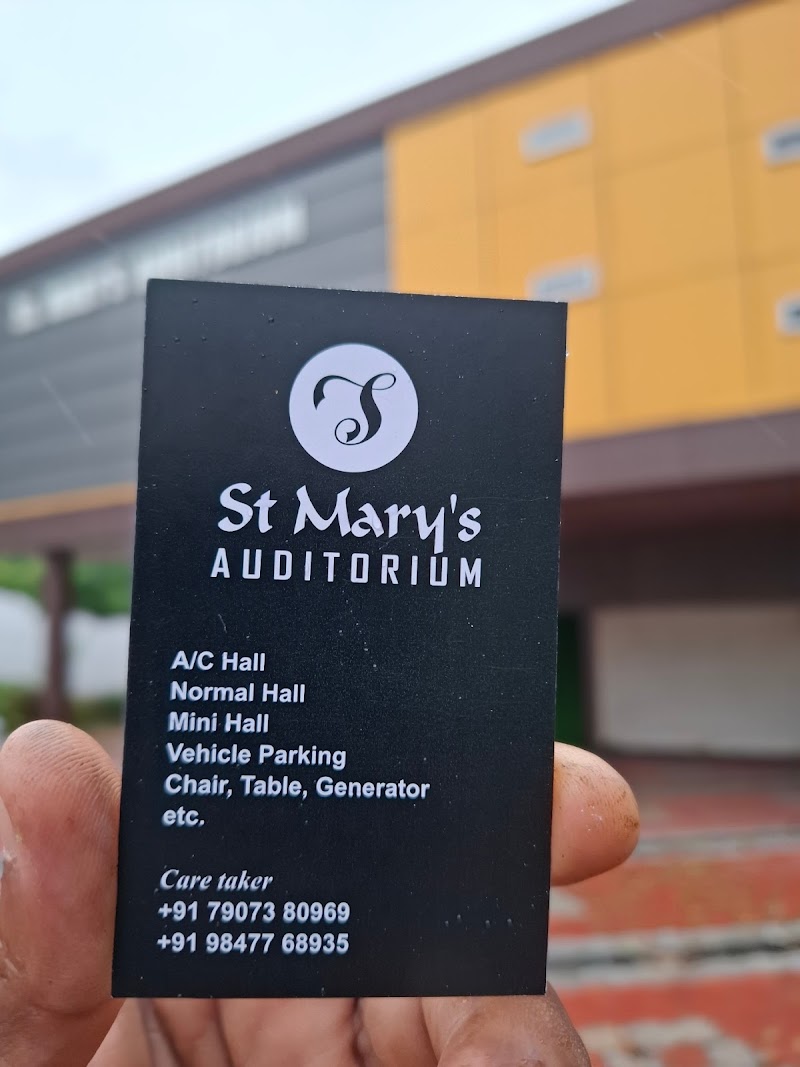 St Mary's
AUDITORIUM
A/C Hall
Normal Hall
Mini Hall
Vehicle Parking
Chair, Table, Generator
etc.
Care taker
+91 79073 80969
+91 98477 68935